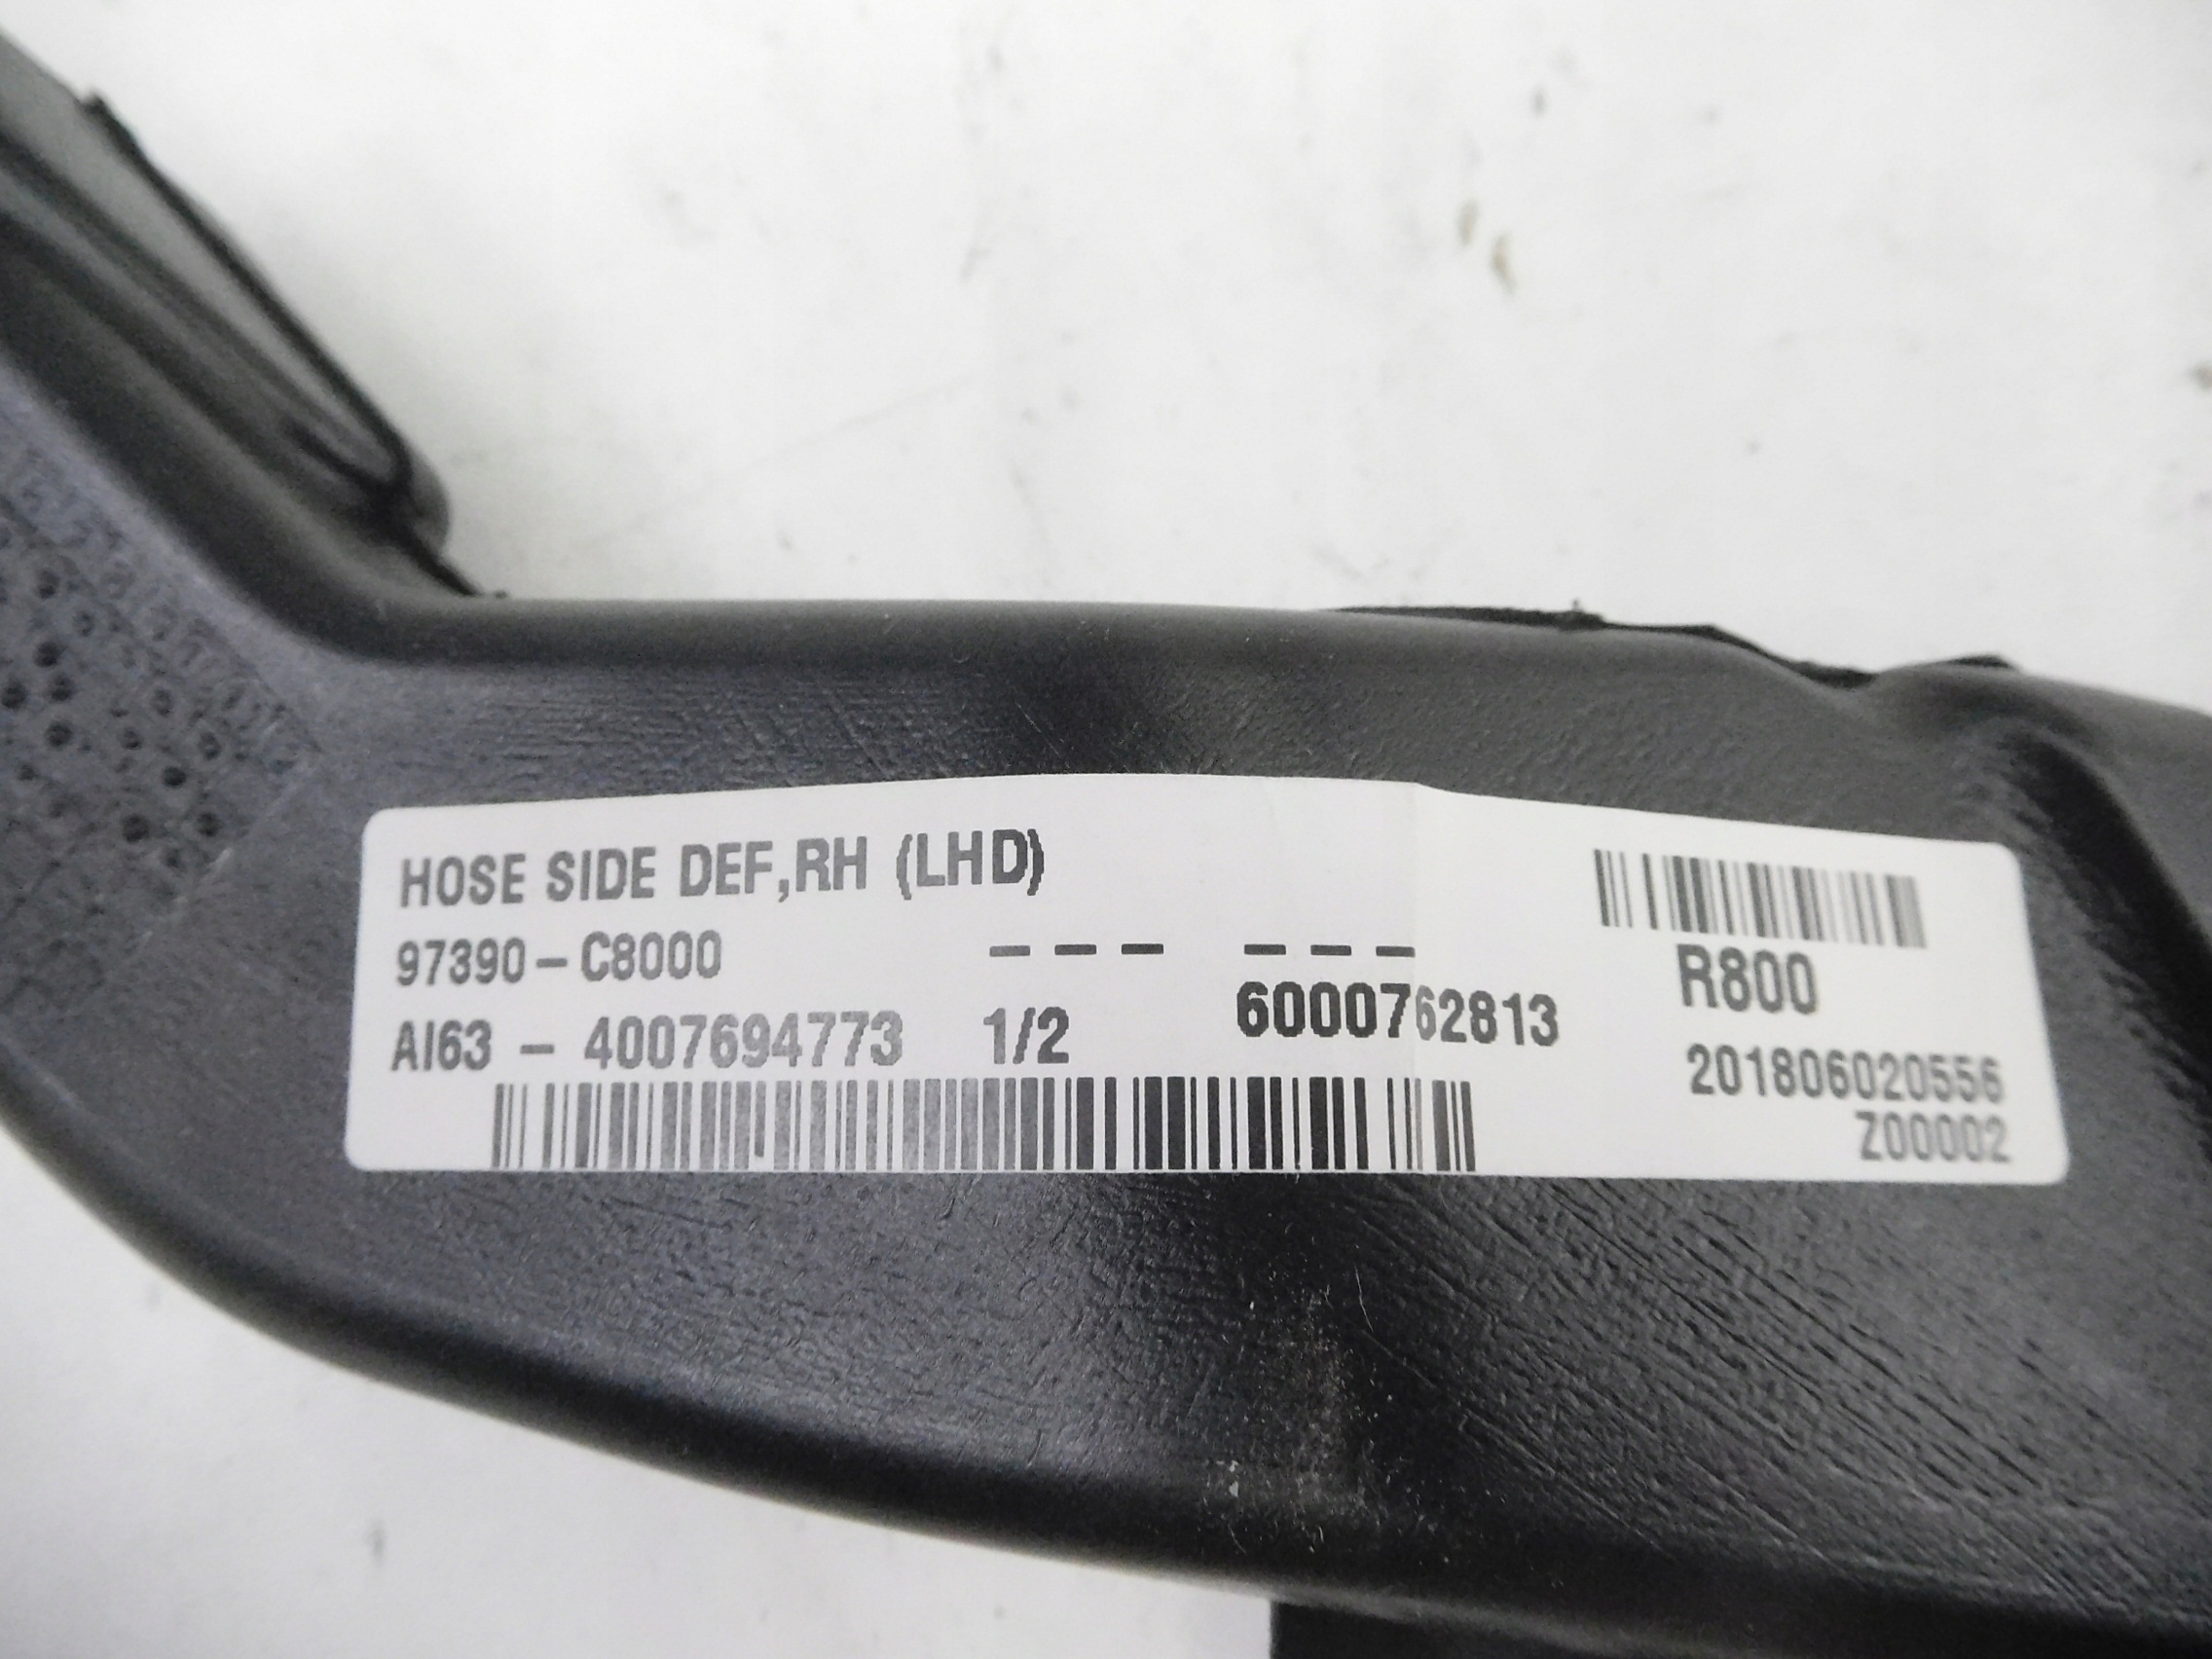 HOSE SIDE DEF,RH (LHD)
97390-C8000 --- ---
AI63 - 4007694773 1/2 6000762813
R800
201806020556
Z00002